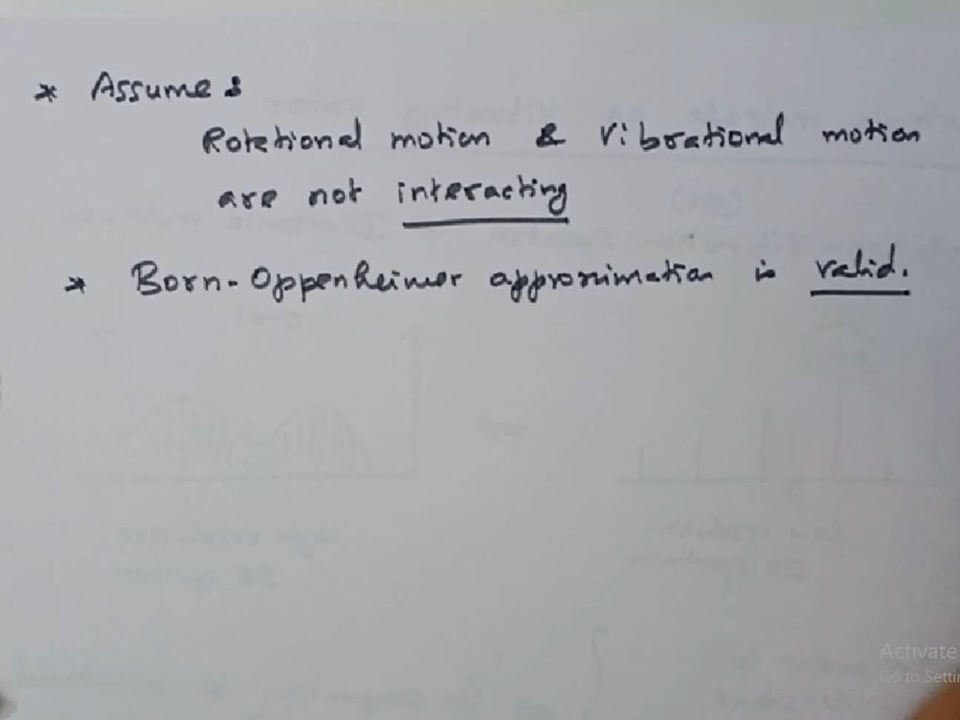 * Assume :
Rotational motion & Vibrational motion
are not interacting
* Born-Oppenheimer approximation is valid.
Activate
Go to Settin